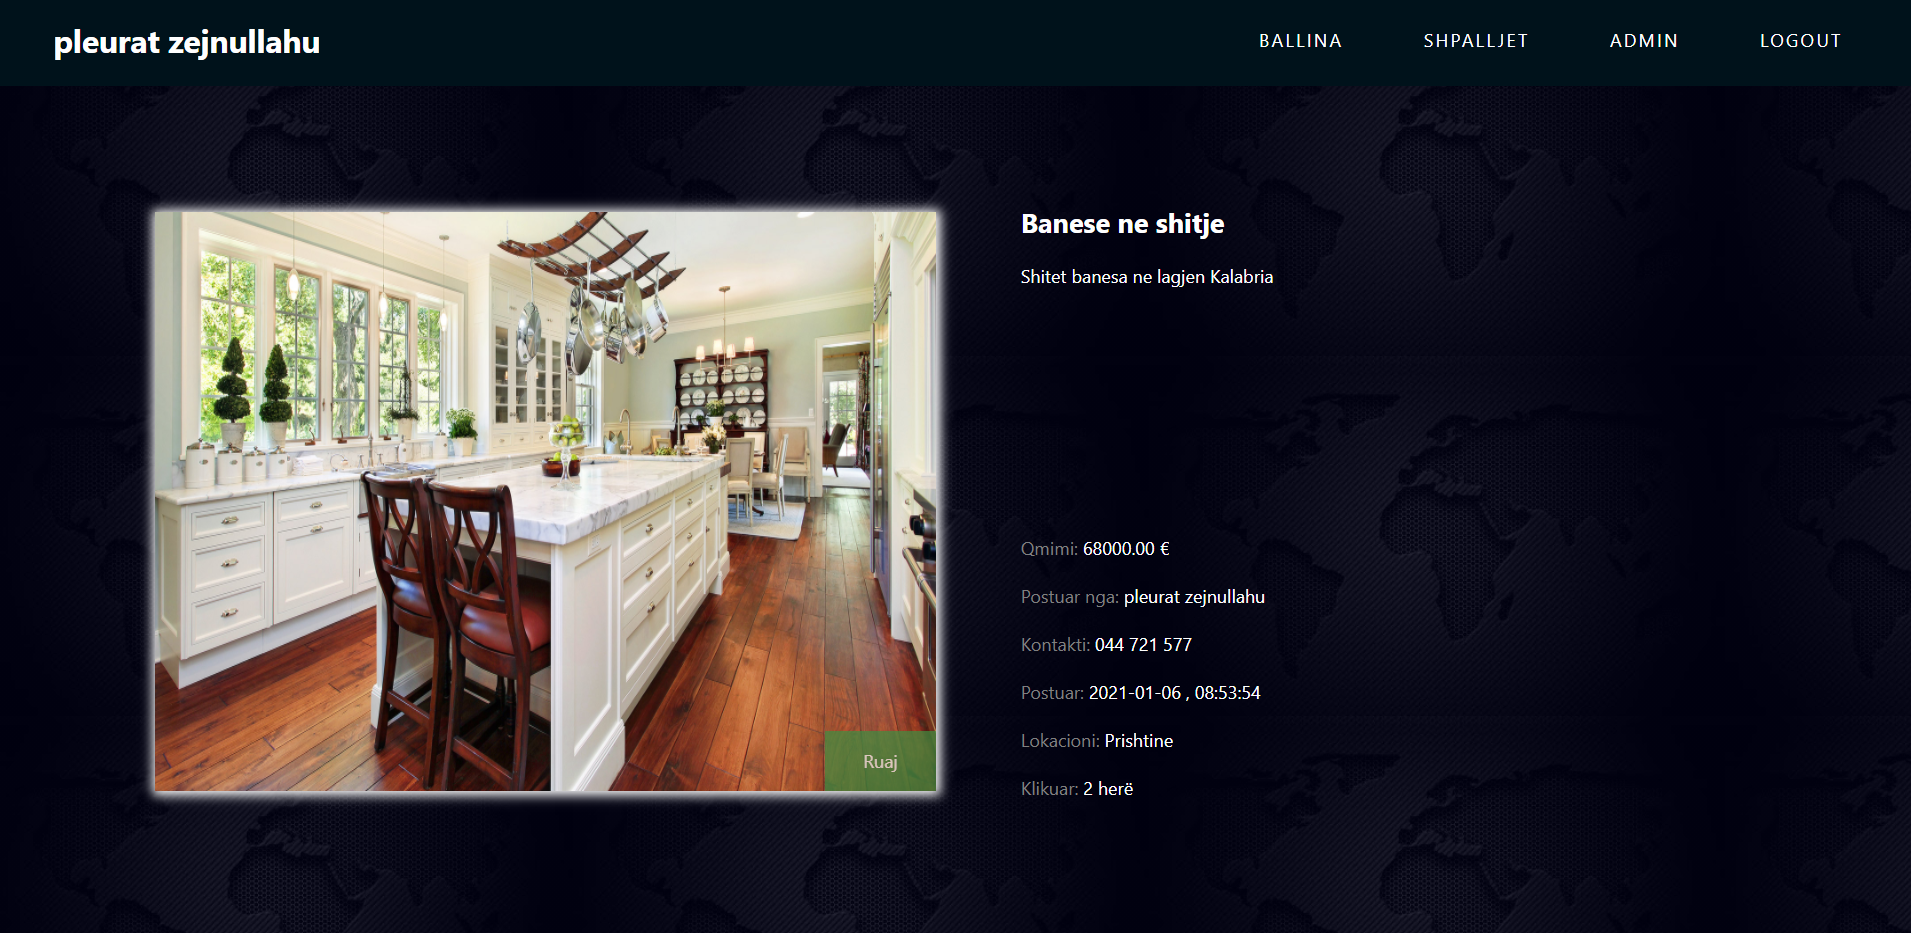 pleurat zejnullahu
BALLINA
SHPALLJET
ADMIN
LOGOUT
Banese ne shitje
Shitet banesa ne lagjen Kalabria
Qmimi: 68000.00 €
Postuar nga: pleurat zejnullahu
Kontakti: 044 721 577
Postuar: 2021-01-06 , 08:53:54
Lokacioni: Prishtine
Klikuar: 2 herë
Ruaj